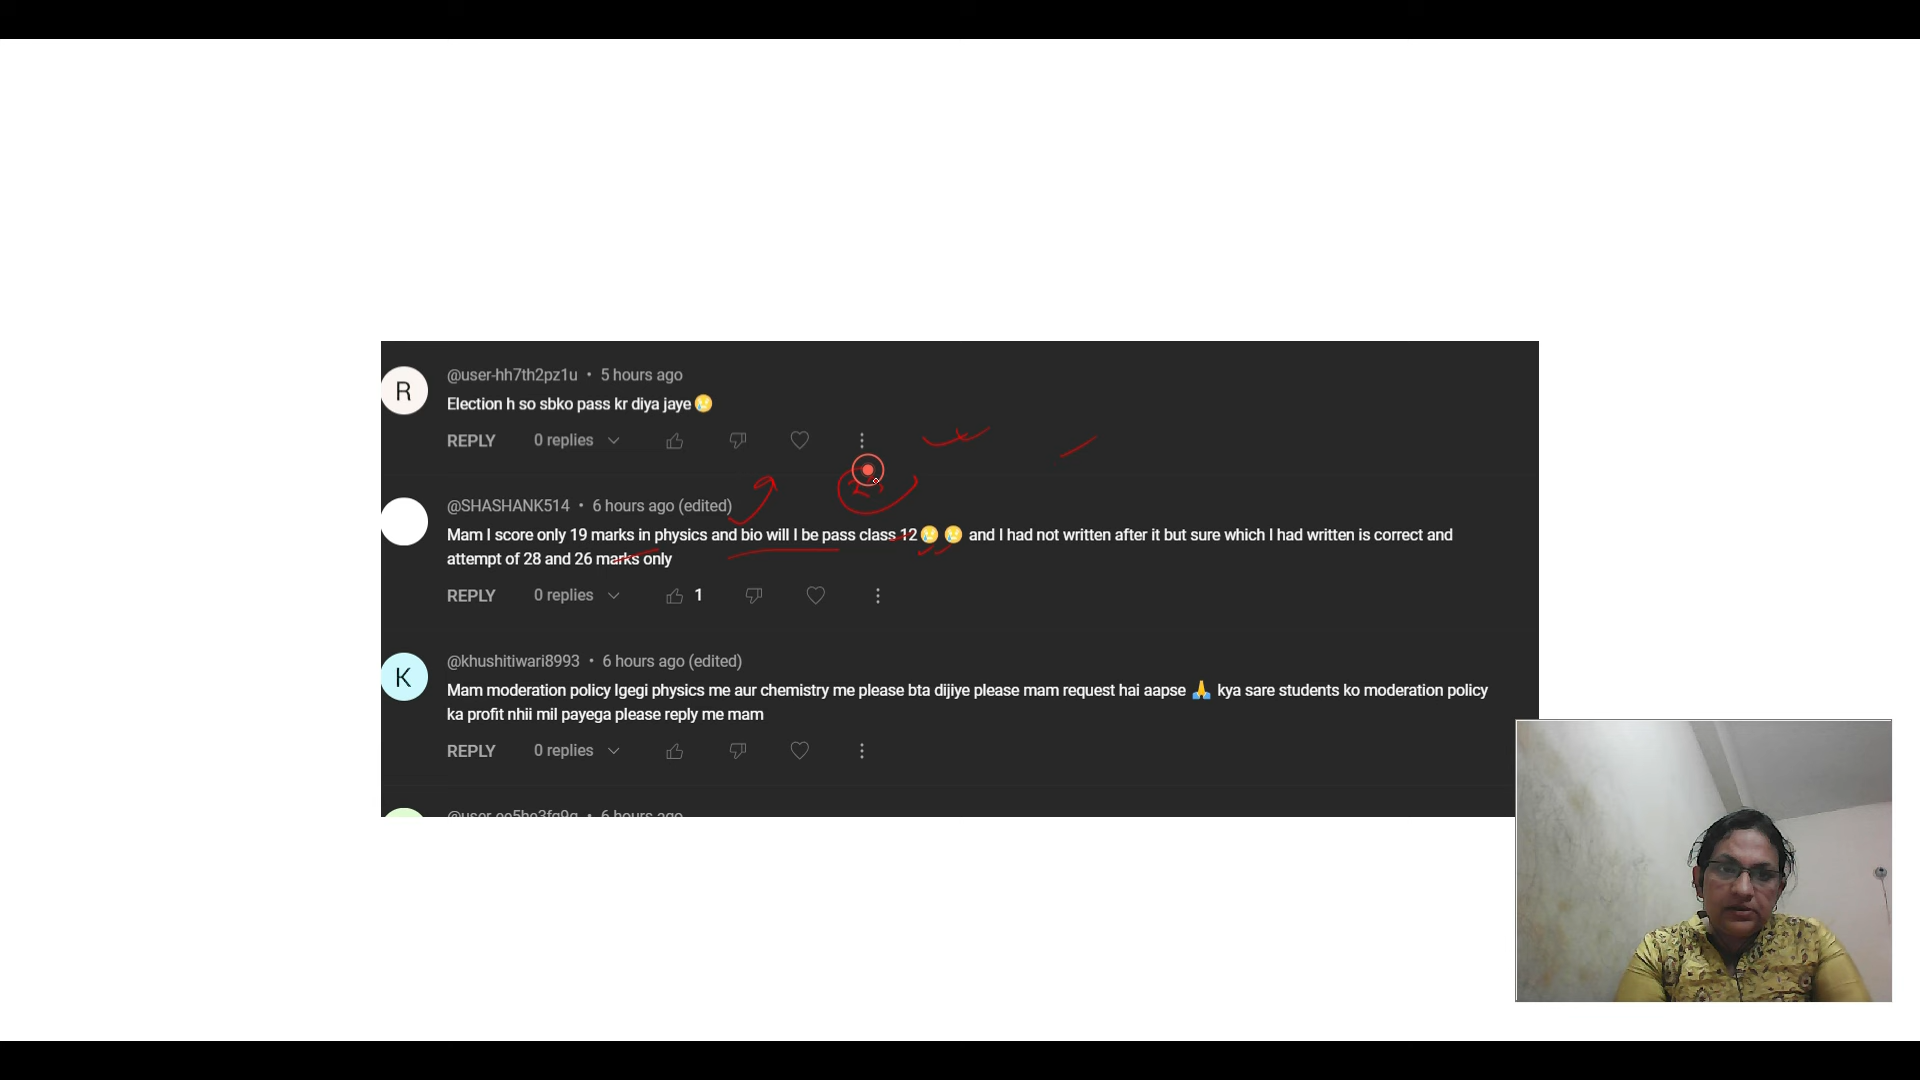 R
@user-hh7th2pz1u • 5 hours ago
Election h so sbko pass kr diya jaye😢
REPLY 0 replies
@SHASHANK514 • 6 hours ago (edited)
Mam I score only 19 marks in physics and bio will I be pass class 12😢 😢 and I had not written after it but sure which I had written is correct and
attempt of 28 and 26 marks only
REPLY 0 replies 1
K
@khushitiwari8993 • 6 hours ago (edited)
Mam moderation policy lgegi physics me aur chemistry me please bta dijiye please mam request hai aapse 🙏 kya sare students ko moderation policy
ka profit nhii mil payega please reply me mam
REPLY 0 replies
6 hours ago